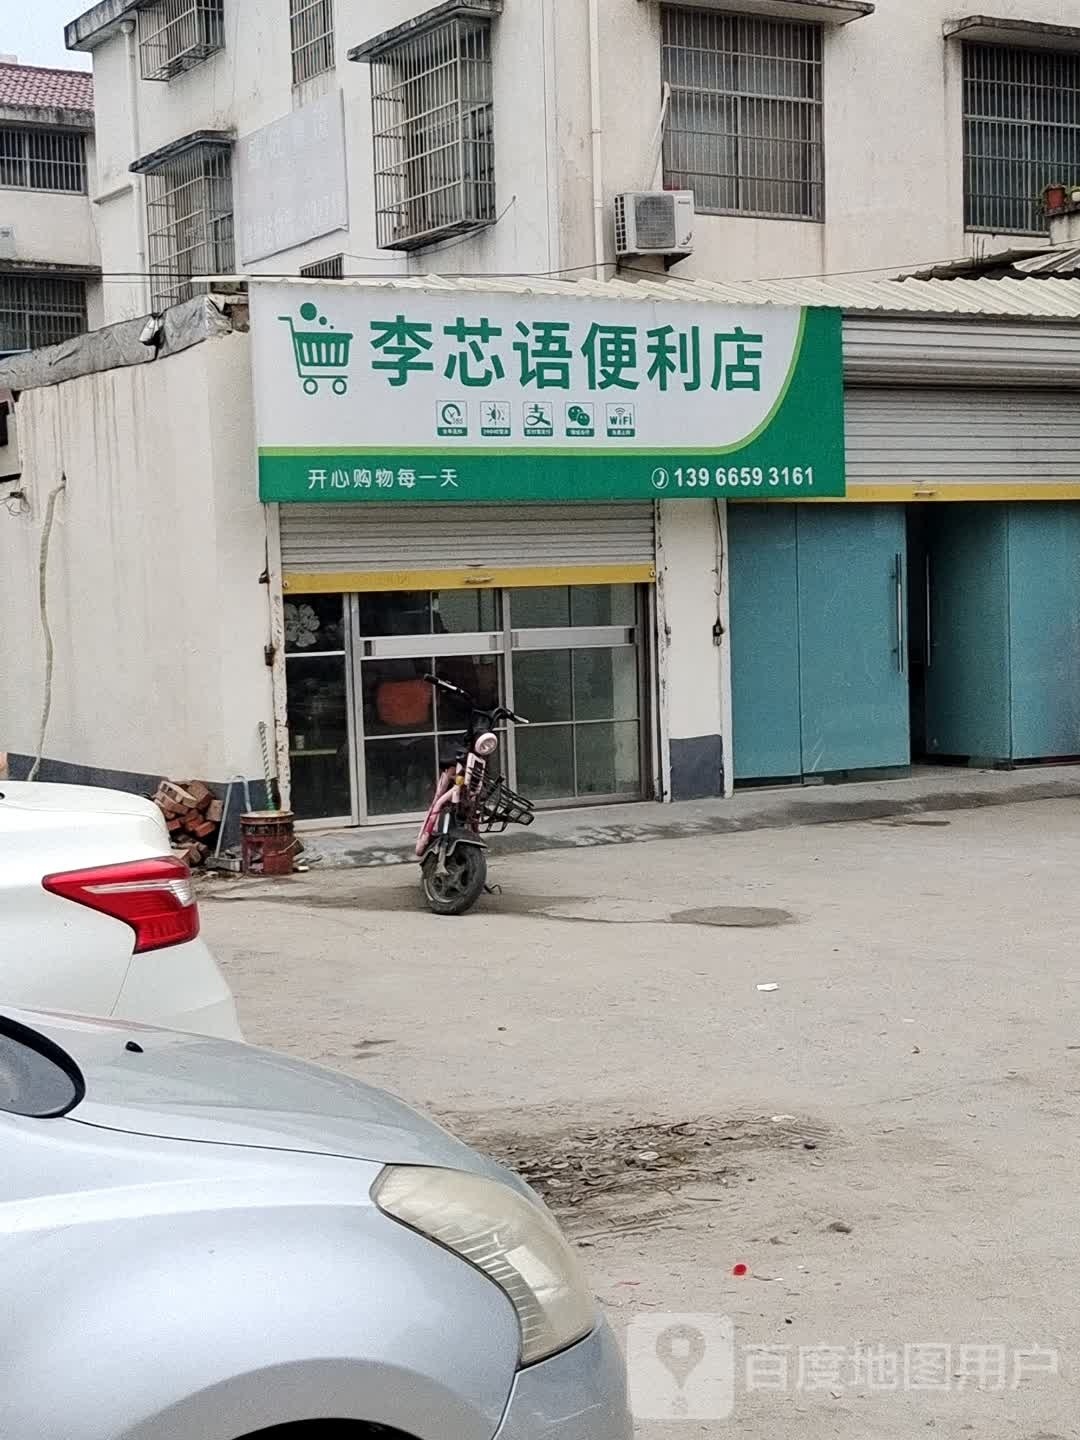 李芯语便利店
WiFi
开心购物每一天
139 6659 3161
百度地图用户